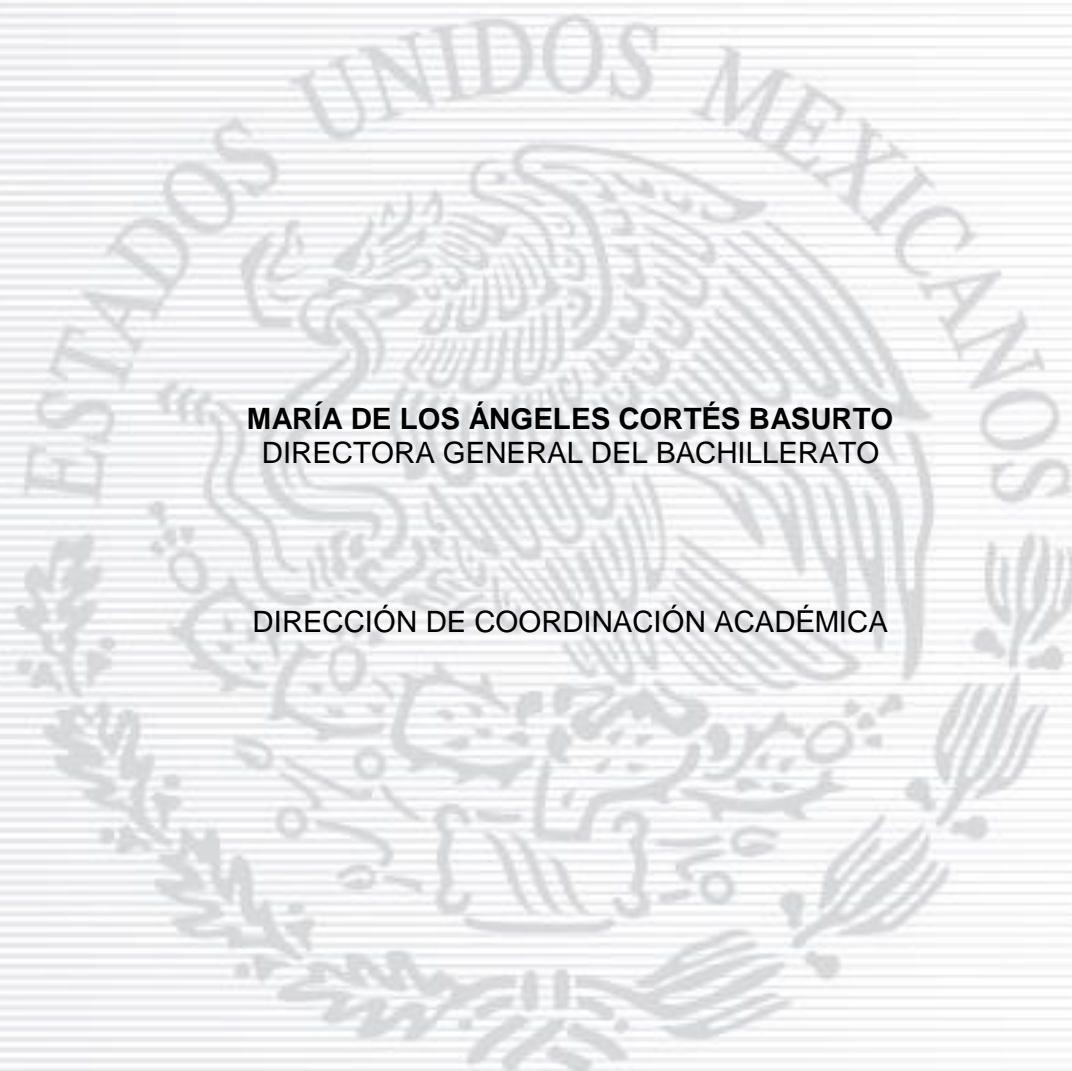 ESTADOS UNIDOS MEXICANOS
MARÍA DE LOS ÁNGELES CORTÉS BASURTO
DIRECTORA GENERAL DEL BACHILLERATO
DIRECCIÓN DE COORDINACIÓN ACADÉMICA